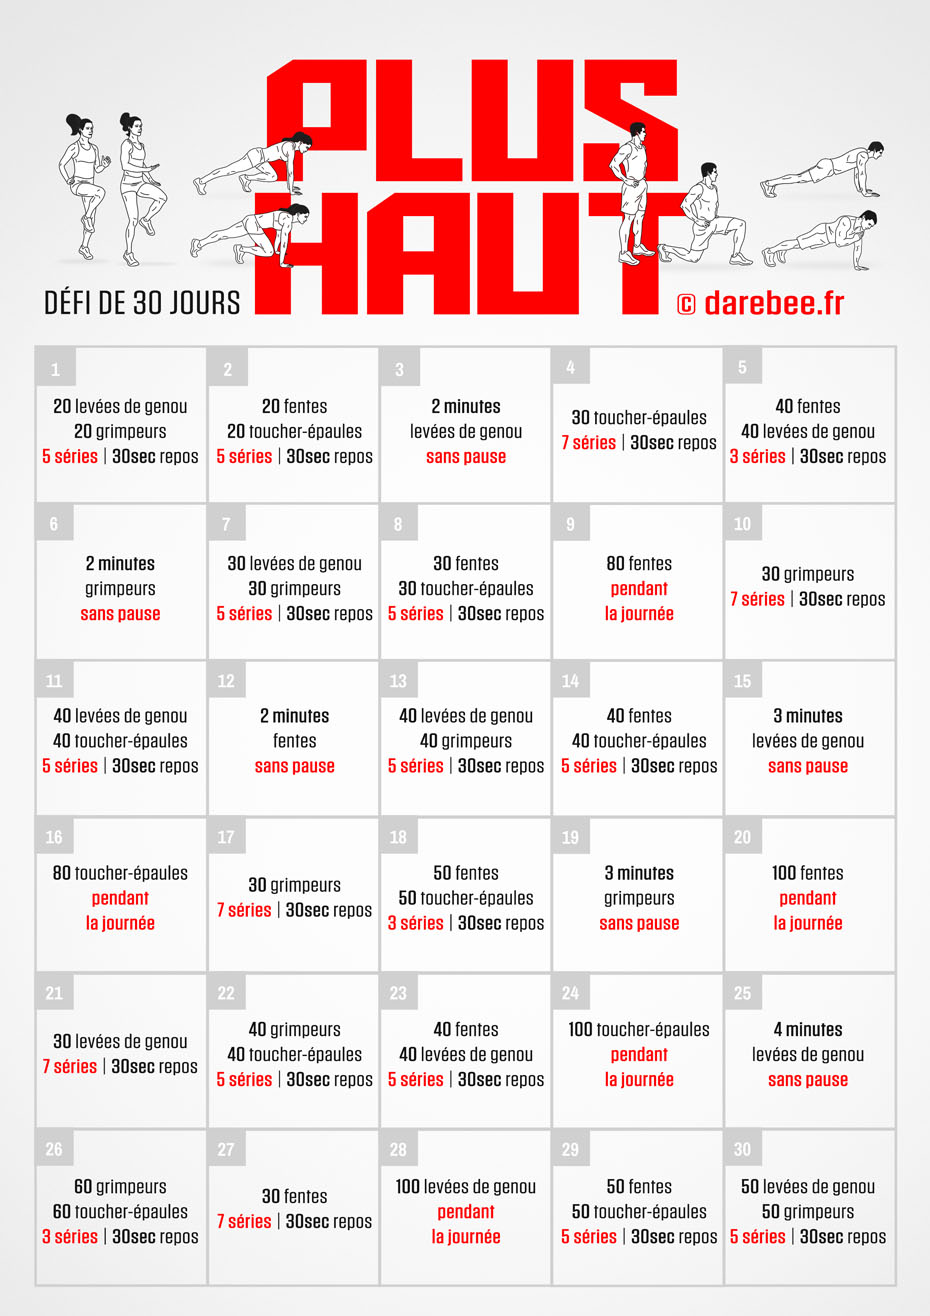 PLUS
HAUT
DÉFI DE 30 JOURS
© darebee.fr
1
20 levées de genou
20 grimpeurs
5 séries | 30sec repos
2
20 fentes
20 toucher-épaules
5 séries | 30sec repos
3
2 minutes
levées de genou
sans pause
4
30 toucher-épaules
7 séries | 30sec repos
5
40 fentes
40 levées de genou
3 séries | 30sec repos
6
2 minutes
grimpeurs
sans pause
7
30 levées de genou
30 grimpeurs
5 séries | 30sec repos
8
30 fentes
30 toucher-épaules
5 séries | 30sec repos
9
80 fentes
pendant
la journée
10
30 grimpeurs
7 séries | 30sec repos
11
40 levées de genou
40 toucher-épaules
5 séries | 30sec repos
12
2 minutes
fentes
sans pause
13
40 levées de genou
40 grimpeurs
5 séries | 30sec repos
14
40 fentes
40 toucher-épaules
5 séries | 30sec repos
15
3 minutes
levées de genou
sans pause
16
80 toucher-épaules
pendant
la journée
17
30 grimpeurs
7 séries | 30sec repos
18
50 fentes
50 toucher-épaules
3 séries | 30sec repos
19
3 minutes
grimpeurs
sans pause
20
100 fentes
pendant
la journée
21
30 levées de genou
7 séries | 30sec repos
22
40 grimpeurs
40 toucher-épaules
5 séries | 30sec repos
23
40 fentes
40 levées de genou
5 séries | 30sec repos
24
100 toucher-épaules
pendant
la journée
25
4 minutes
levées de genou
sans pause
26
60 grimpeurs
60 toucher-épaules
3 séries | 30sec repos
27
30 fentes
7 séries | 30sec repos
28
100 levées de genou
pendant
la journée
29
50 fentes
50 toucher-épaules
5 séries | 30sec repos
30
50 levées de genou
50 grimpeurs
5 séries | 30sec repos